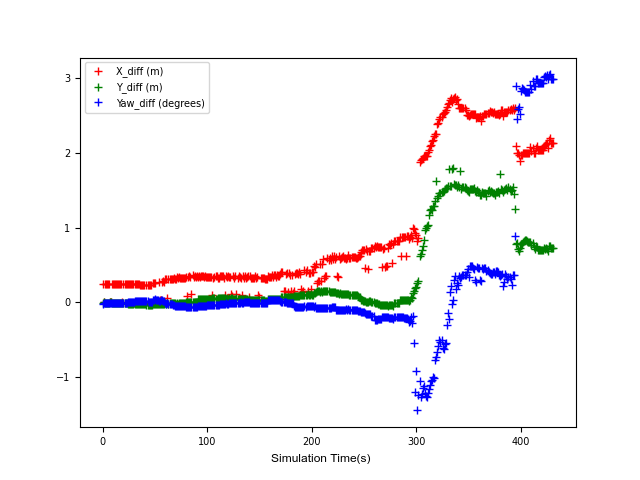 X_diff (m)
Y_diff (m)
Yaw_diff (degrees)
3
2
1
0
−1
0 100 200 300 400
Simulation Time(s)